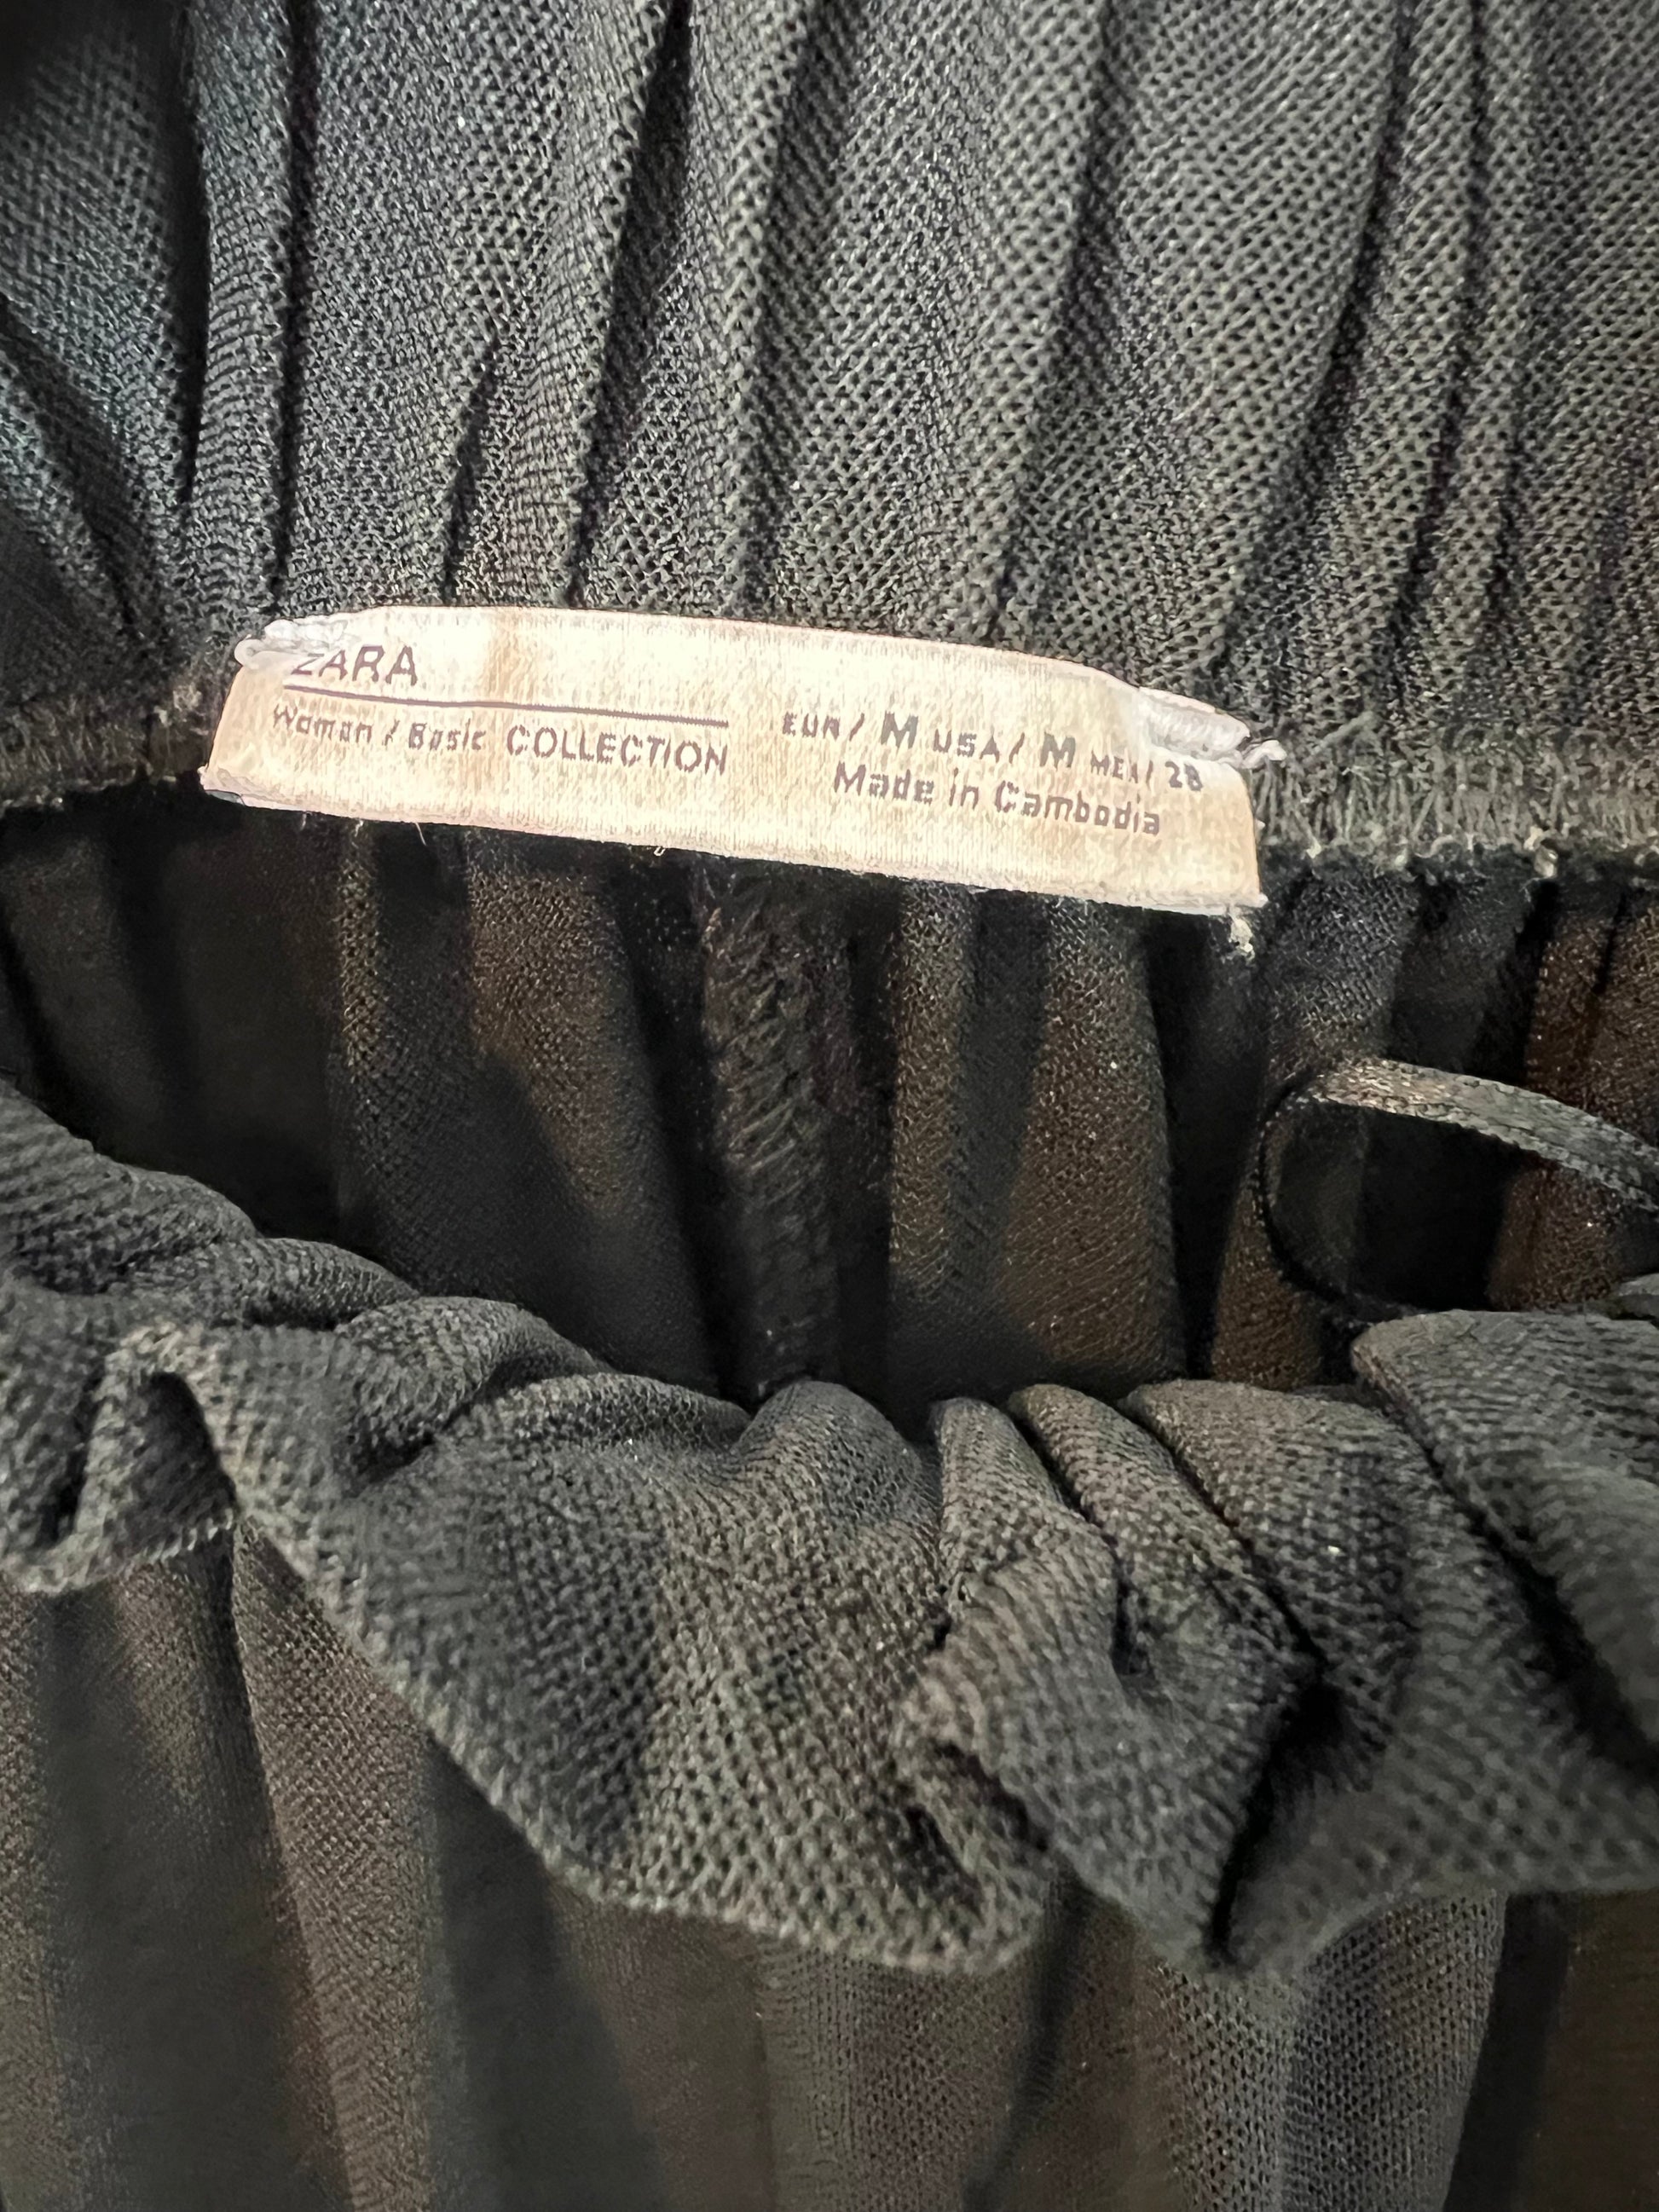 ZARA
Woman / Basic COLLECTION
EUR / M USA / M MEX / 28
Made in Cambodia